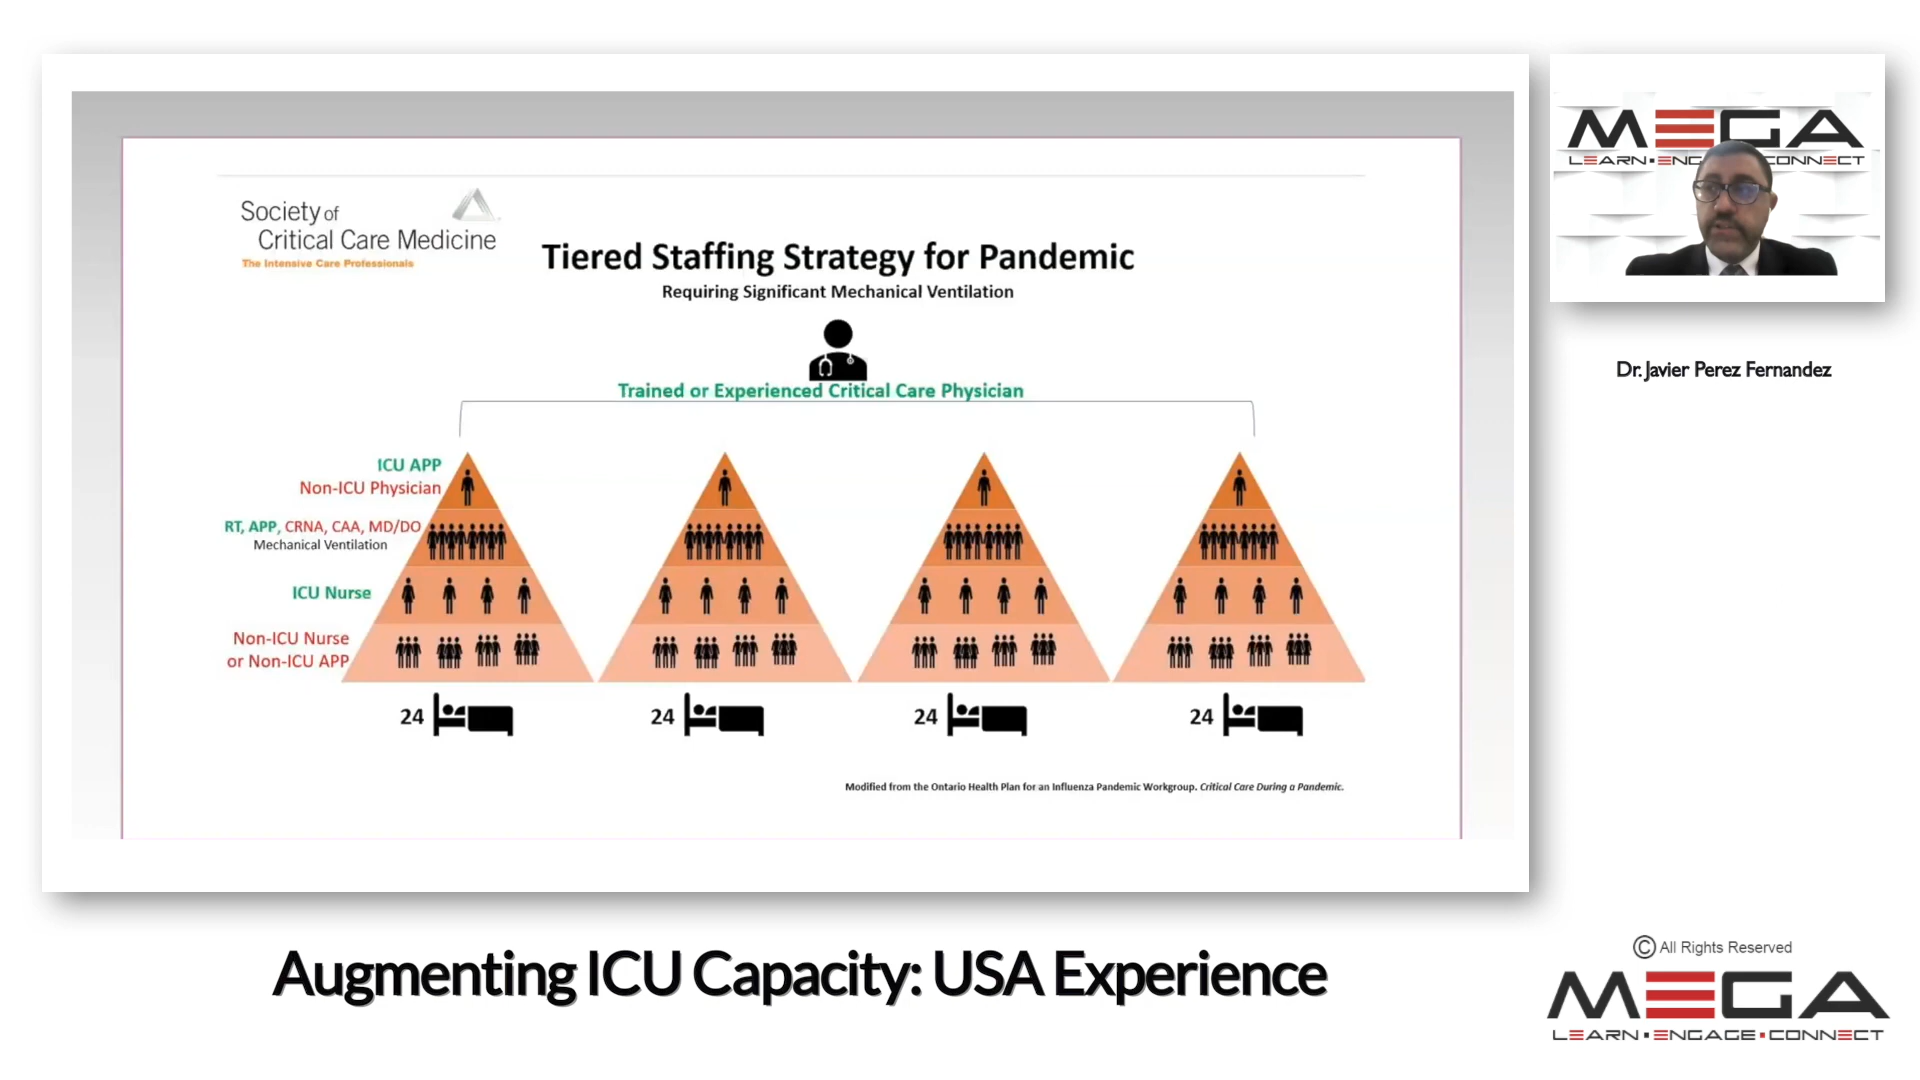 Society of
Critical Care Medicine
The Intensive Care Professionals
Tiered Staffing Strategy for Pandemic
Requiring Significant Mechanical Ventilation
Trained or Experienced Critical Care Physician
ICU APP
Non-ICU Physician
RT, APP, CRNA, CAA, MD/DO
Mechanical Ventilation
ICU Nurse
Non-ICU Nurse
or Non-ICU APP
24
24
24
24
Modified from the Ontario Health Plan for an Influenza Pandemic Workgroup. Critical Care During a Pandemic.
MEGA
Dr. Javier Perez Fernandez
Augmenting ICU Capacity: USA Experience
© All Rights Reserved
MEGA
LEARN▪ENGAGE▪CONNECT